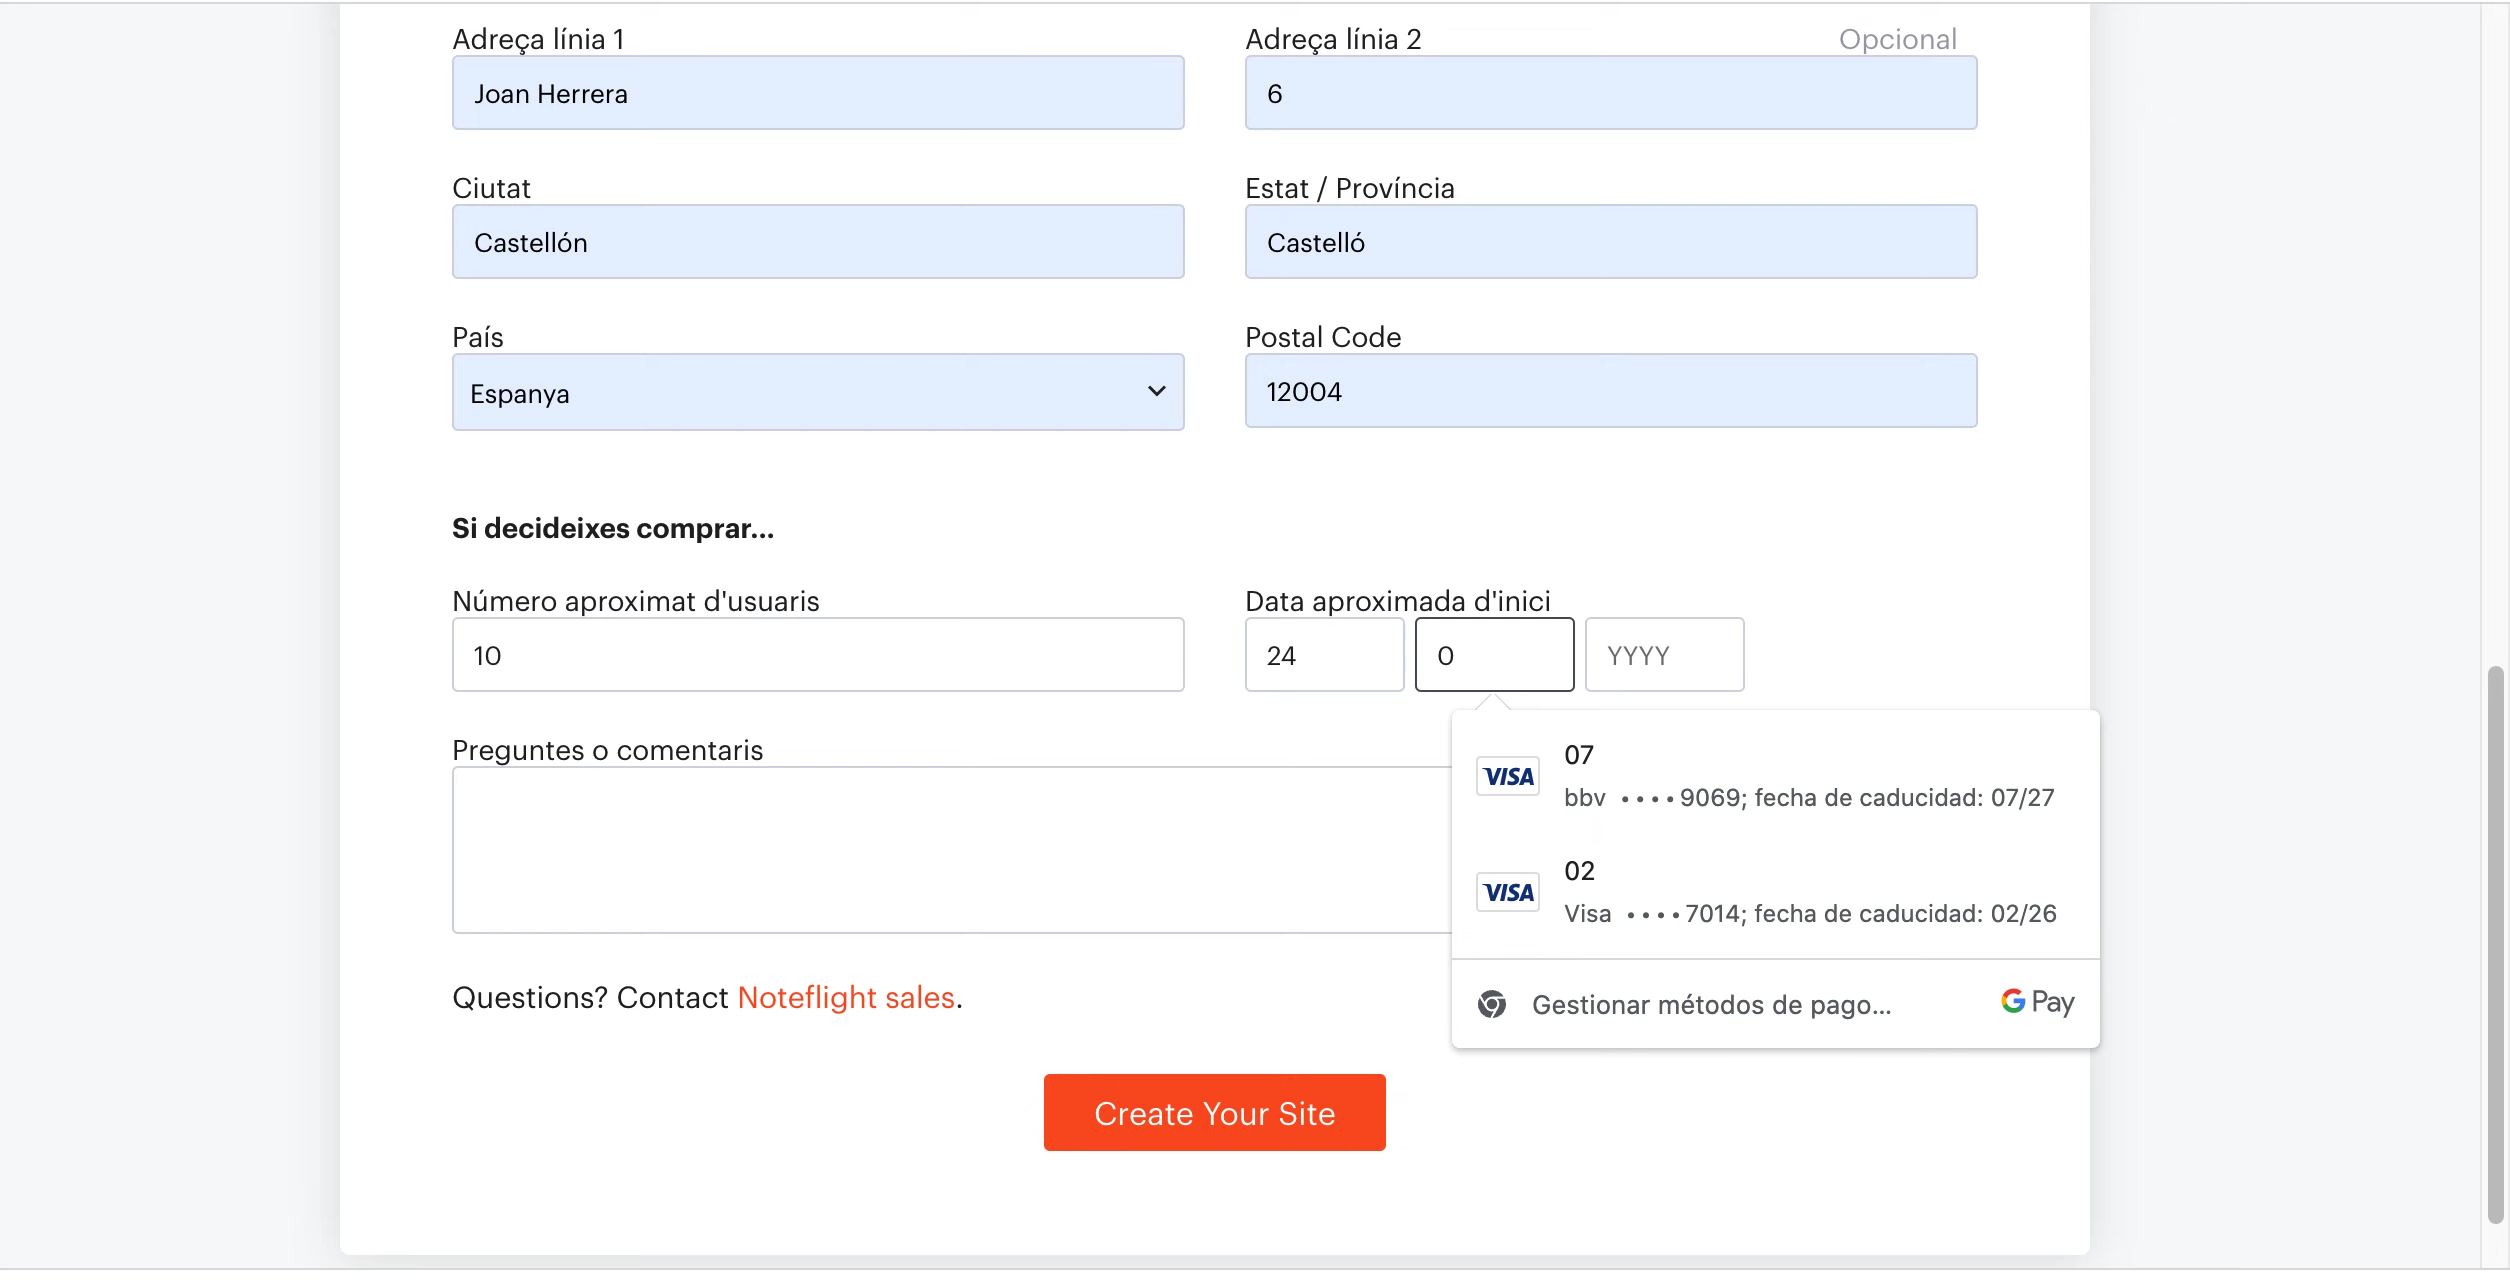 Adreça línia 1
Adreça línia 2 Opcional
Joan Herrera
6
Ciutat
Estat / Província
Castellón
Castelló
País
Postal Code
Espanya
12004
Si decideixes comprar...
Número aproximat d'usuaris
Data aproximada d'inici
10
24
0
YYYY
Preguntes o comentaris
VISA
07
bbv •••• 9069; fecha de caducidad: 07/27
VISA
02
Visa •••• 7014; fecha de caducidad: 02/26
Gestionar métodos de pago...
G Pay
Questions? Contact Noteflight sales.
Create Your Site